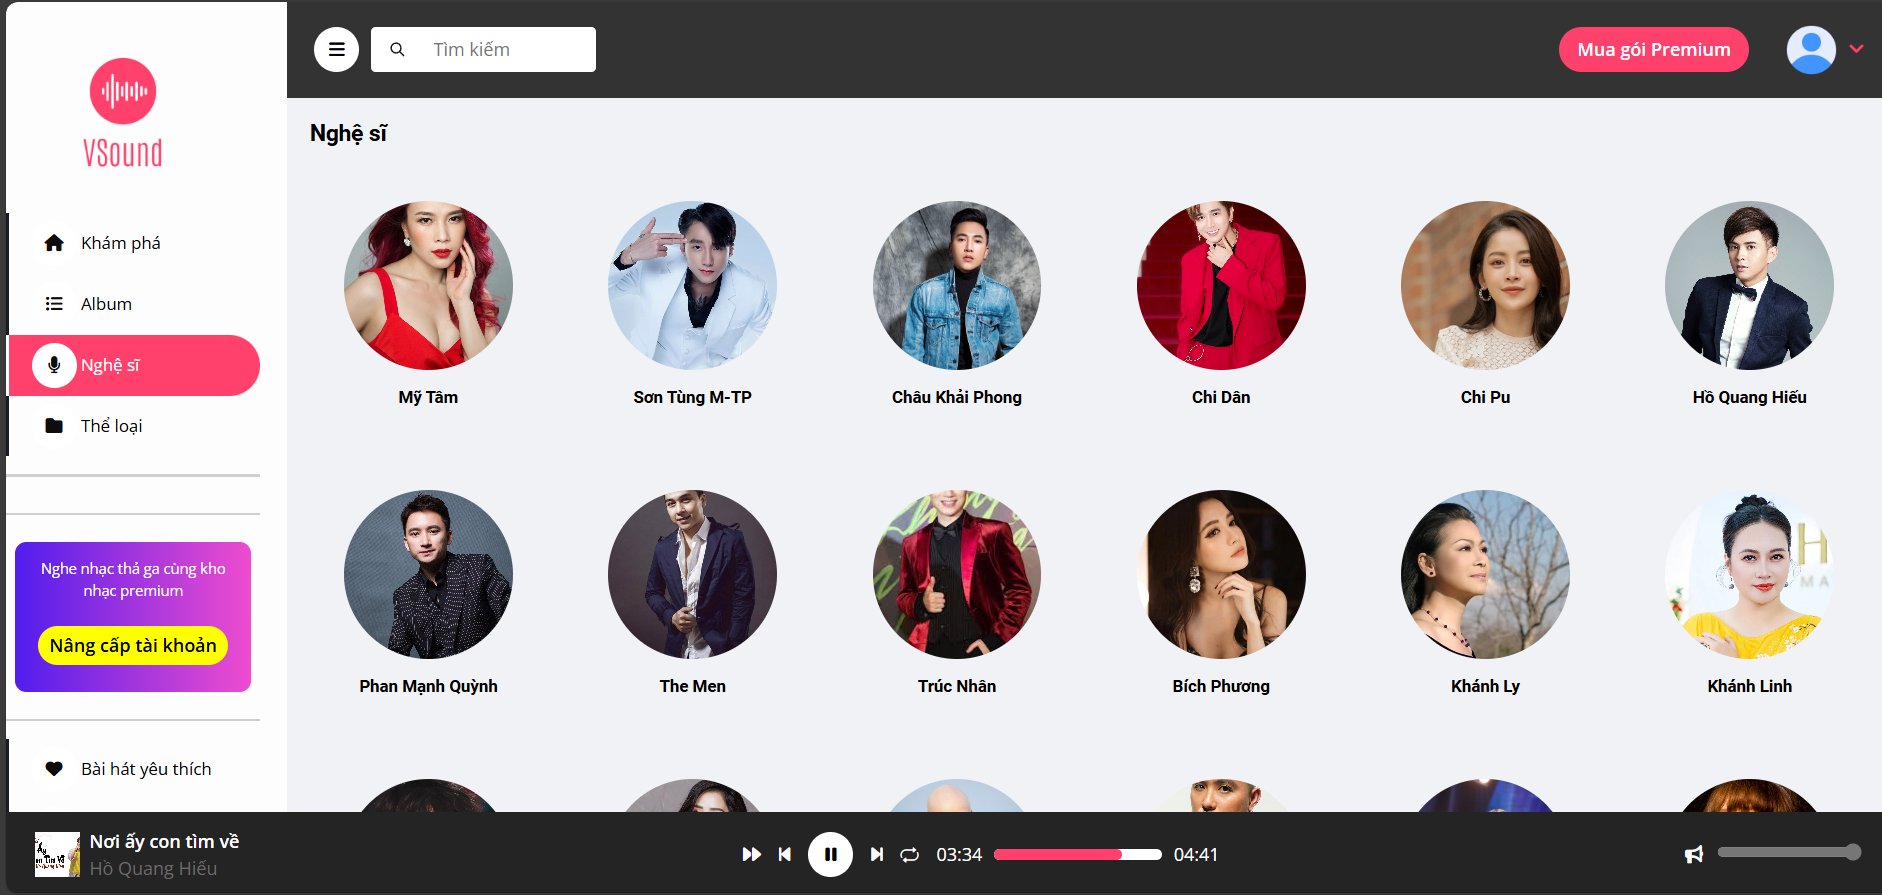 VSound
Khám phá
Album
Nghệ sĩ
Thể loại
Nghe nhạc thả ga cùng kho
nhạc premium
Nâng cấp tài khoản
Bài hát yêu thích
Tìm kiếm
Mua gói Premium
Nghệ sĩ
Mỹ Tâm
Sơn Tùng M-TP
Châu Khải Phong
Chi Dân
Chi Pu
Hồ Quang Hiếu
Phan Mạnh Quỳnh
The Men
Trúc Nhân
Bích Phương
Khánh Ly
Khánh Linh
H
MA
Nơi ấy con tìm về
Hồ Quang Hiếu
03:34
04:41